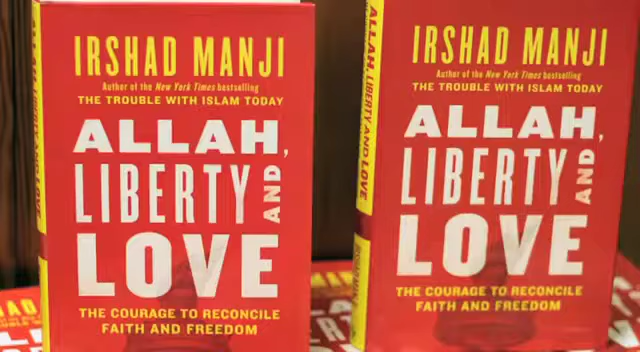 IRSHAD MANJI
Author of the New York Times bestselling
THE TROUBLE WITH ISLAM TODAY
ALLAH,
LIBERTY
AND
LOVE
THE COURAGE TO RECONCILE
FAITH AND FREEDOM
ALLAH, LIBERTY AND LOVE
IRSHAD MANJI
Author of the New York Times bestselling
THE TROUBLE WITH ISLAM TODAY
ALLAH,
LIBERTY
AND
LOVE
THE COURAGE TO RECONCILE
FAITH AND FREEDOM